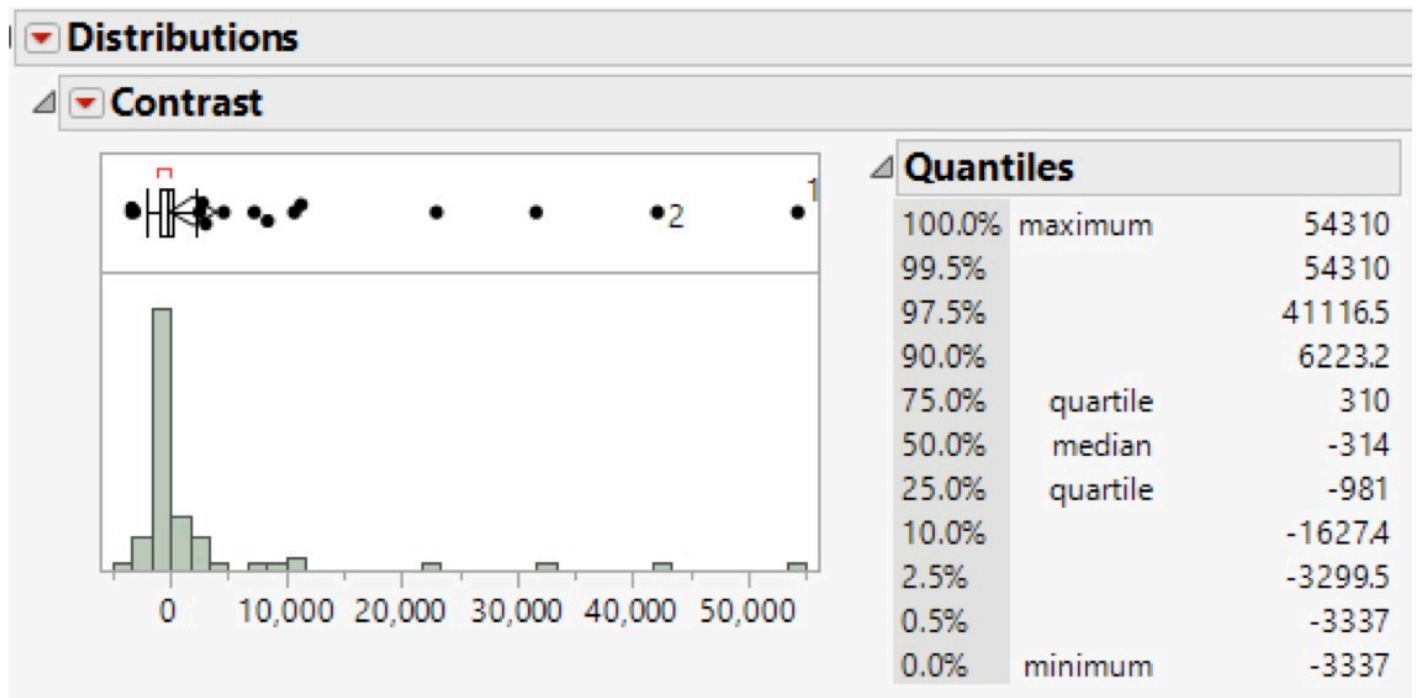 Distributions
Contrast
2
1
0 10,000 20,000 30,000 40,000 50,000
Quantiles
100.0% maximum 54310
99.5% 54310
97.5% 41116.5
90.0% 6223.2
75.0% quartile 310
50.0% median -314
25.0% quartile -981
10.0% -1627.4
2.5% -3299.5
0.5% -3337
0.0% minimum -3337